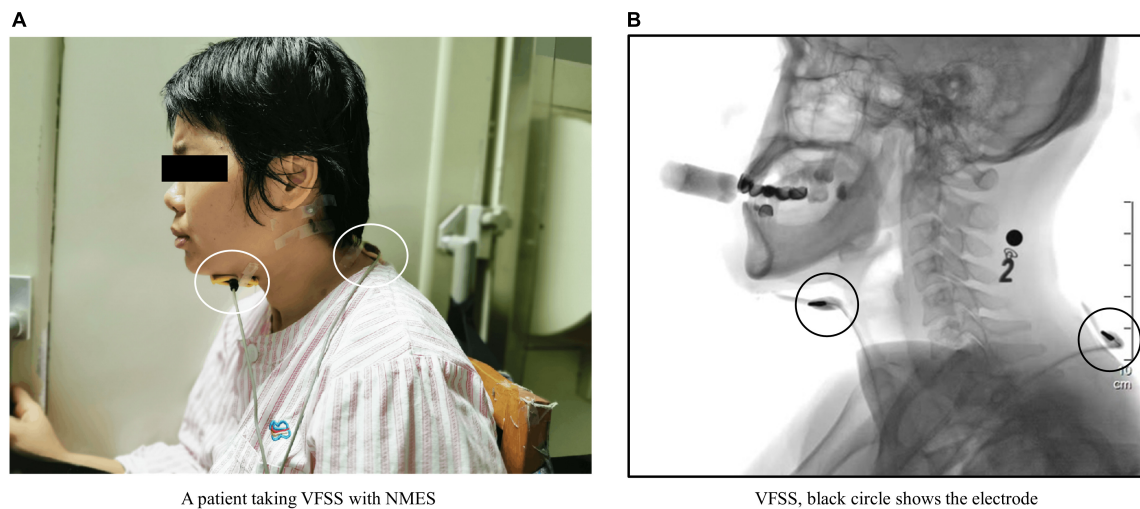 A
B
2
10
cm
A patient taking VFSS with NMES
VFSS, black circle shows the electrode